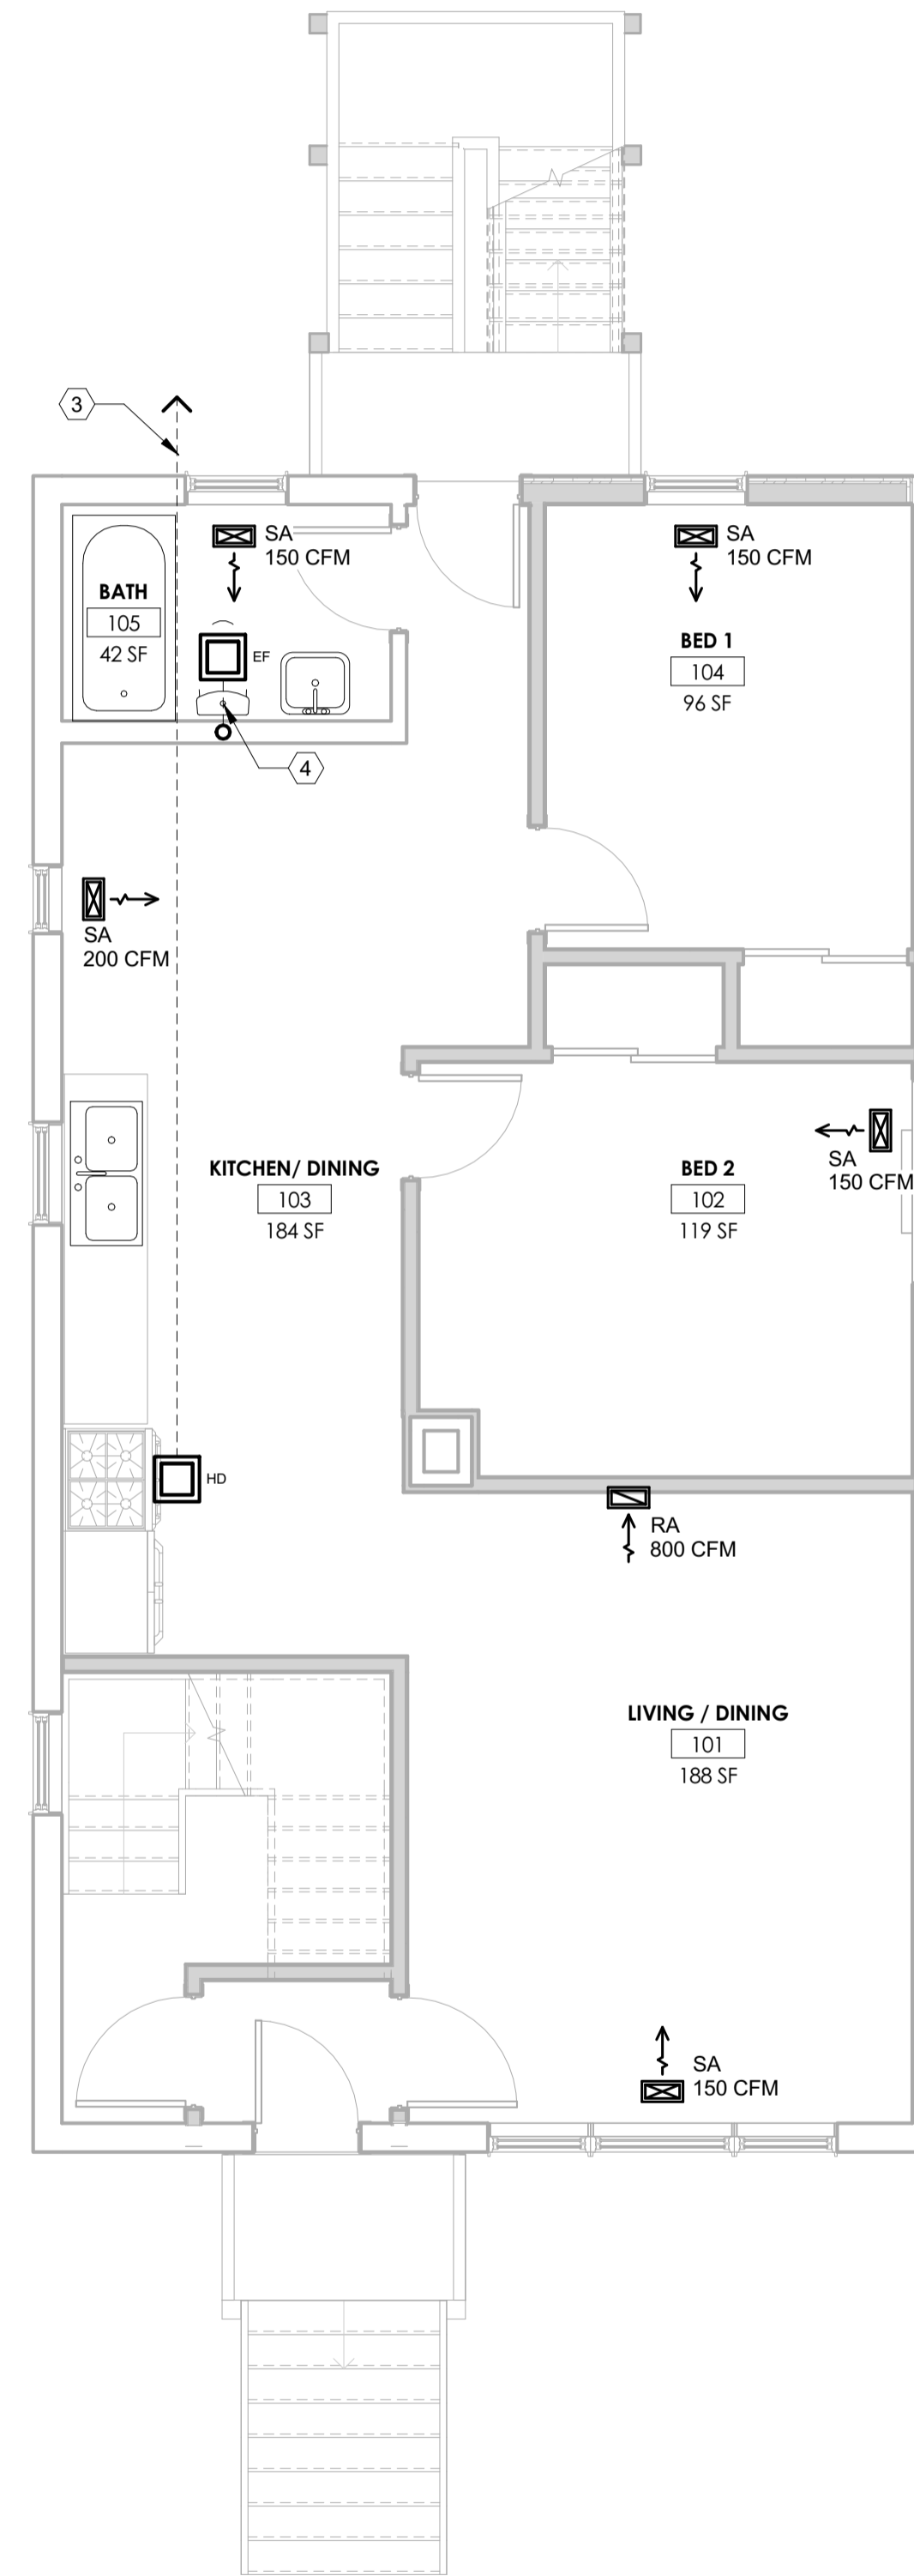 3
SA
150 CFM
BATH
105
42 SF
EF
4
SA
150 CFM
BED 1
104
96 SF
SA
200 CFM
KITCHEN/ DINING
103
184 SF
BED 2
102
119 SF
SA
150 CFM
HD
RA
800 CFM
LIVING / DINING
101
188 SF
SA
150 CFM